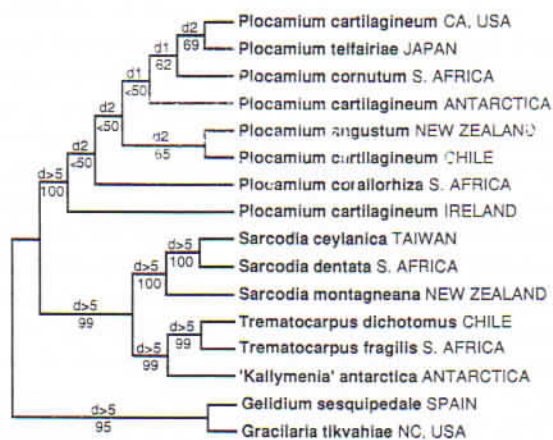 Plocamium cartilagineum CA, USA
d2
69
Plocamium telfairiae JAPAN
d1
62
Plocamium cornutum S. AFRICA
d1
<50
Plocamium cartilagineum ANTARCTICA
d2
<50
Plocamium angustum NEW ZEALAND
d2
65
Plocamium cartilagineum CHILE
d2
<50
Plocamium corallorhiza S. AFRICA
d>5
100
Plocamium cartilagineum IRELAND
Sarcodia ceylanica TAIWAN
d>5
100
Sarcodia dentata S. AFRICA
d>5
100
Sarcodia montagneana NEW ZEALAND
d>5
99
Trematocarpus dichotomus CHILE
d>5
99
Trematocarpus fragilis S. AFRICA
d>5
99
'Kallymenia' antarctica ANTARCTICA
Gelidium sesquipedale SPAIN
d>5
95
Gracilaria tikvahiae NC, USA